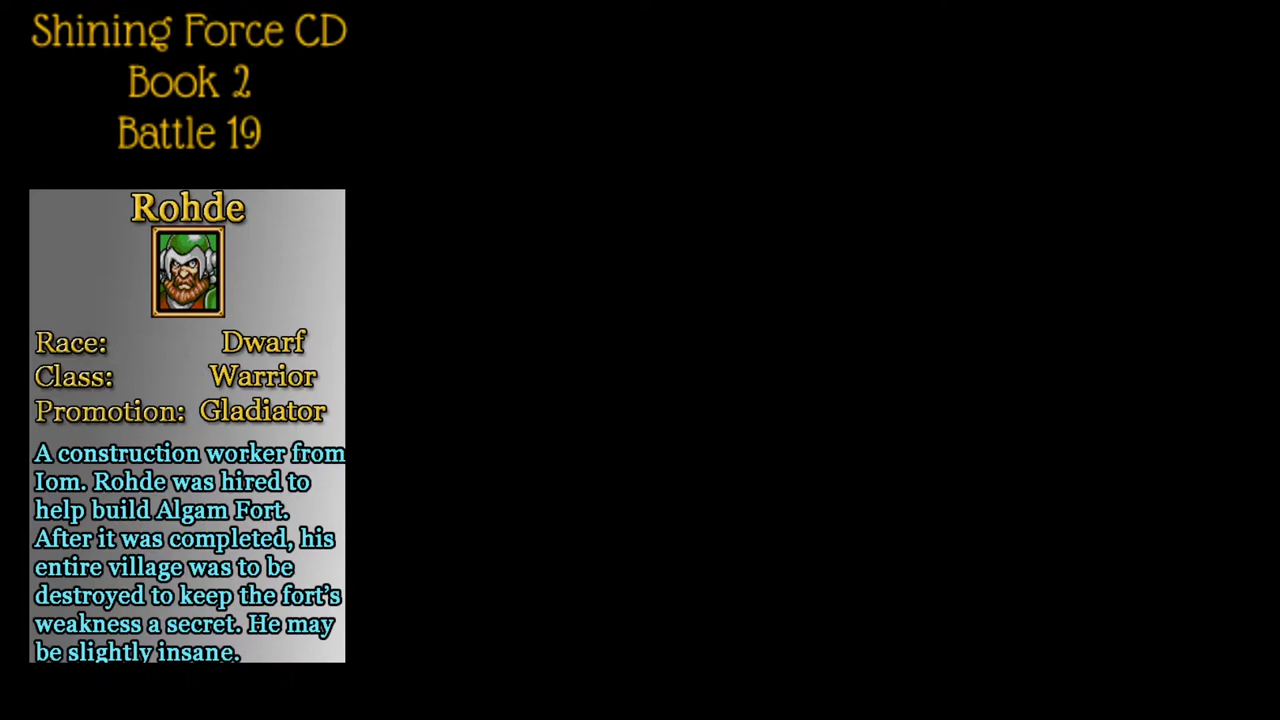 Shining Force CD
Book 2
Battle 19
Rohde
Race: Dwarf
Class: Warrior
Promotion: Gladiator
A construction worker from
Iom. Rohde was hired to
help build Algam Fort.
After it was completed, his
entire village was to be
destroyed to keep the fort's
weakness a secret. He may
be slightly insane.